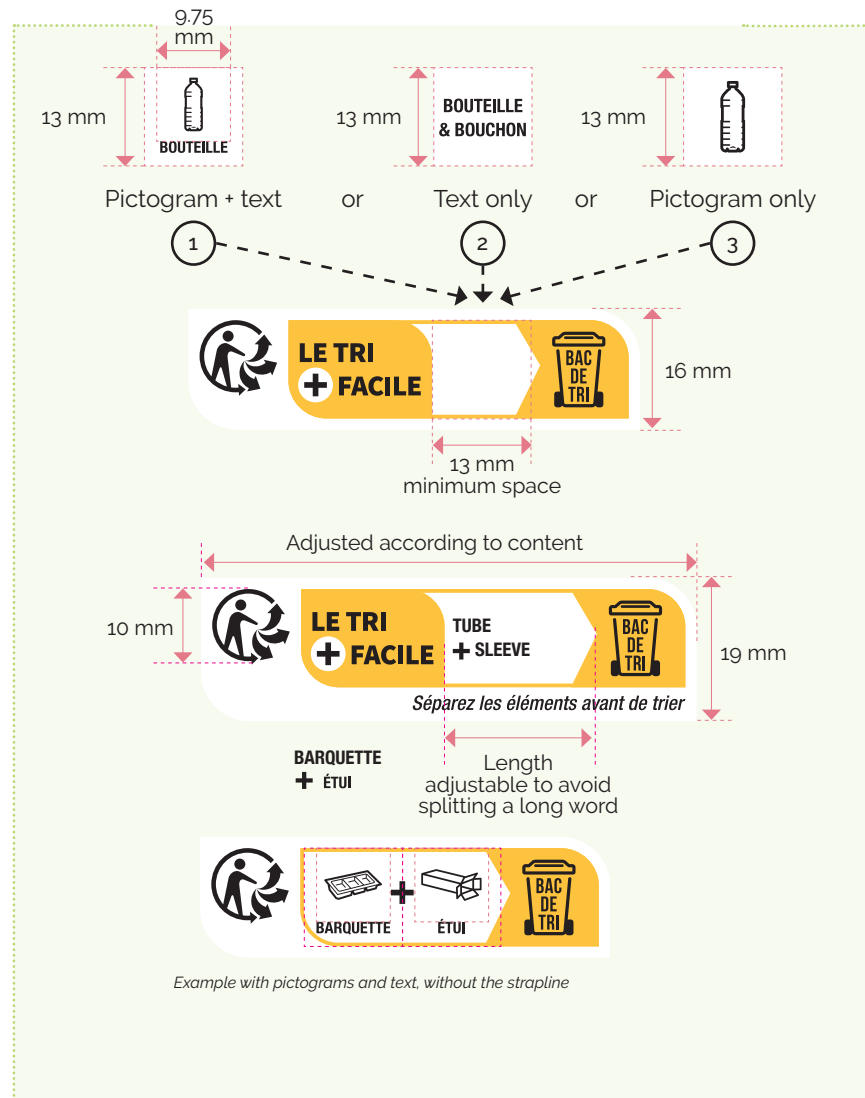 9.75
mm
13 mm
BOUTEILLE
13 mm
BOUTEILLE
& BOUCHON
13 mm
Pictogram + text or Text only or Pictogram only
1 2 3
LE TRI
+ FACILE
BAC
DE
TRI
16 mm
13 mm
minimum space
Adjusted according to content
10 mm
LE TRI
+ FACILE
TUBE
+ SLEEVE
BAC
DE
TRI
19 mm
Séparez les éléments avant de trier
BARQUETTE
+ ÉTUI
Length
adjustable to avoid
splitting a long word
BARQUETTE + ÉTUI
BAC
DE
TRI
Example with pictograms and text, without the strapline